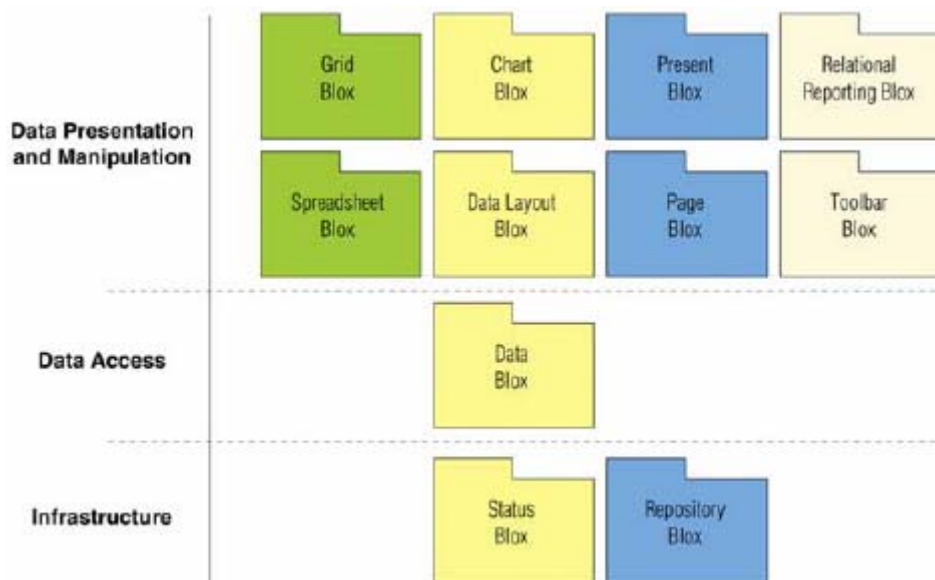 Data Presentation
and Manipulation
Grid
Blox
Chart
Blox
Present
Blox
Relational
Reporting Blox
Spreadsheet
Blox
Data Layout
Blox
Page
Blox
Toolbar
Blox
Data Access
Data
Blox
Infrastructure
Status
Blox
Repository
Blox